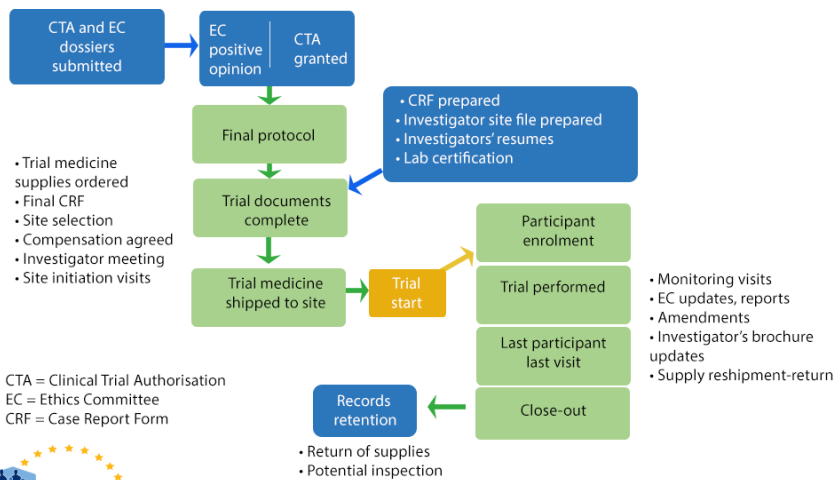 CTA and EC
dossiers
submitted
EC
positive
opinion
CTA
granted
Final protocol
• CRF prepared
• Investigator site file prepared
• Investigators' resumes
• Lab certification
• Trial medicine
supplies ordered
• Final CRF
• Site selection
• Compensation agreed
• Investigator meeting
• Site initiation visits
Trial documents
complete
Trial medicine
shipped to site
Trial
start
Participant
enrolment
Trial performed
Last participant
last visit
Close-out
• Monitoring visits
• EC updates, reports
• Amendments
• Investigator's brochure
updates
• Supply reshipment-return
Records
retention
• Return of supplies
• Potential inspection
CTA = Clinical Trial Authorisation
EC = Ethics Committee
CRF = Case Report Form